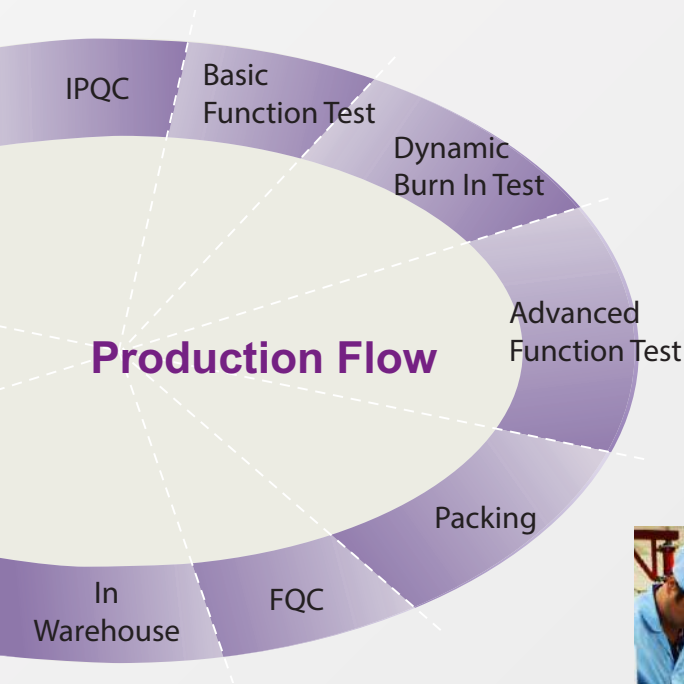 IPQC
Basic
Function Test
Dynamic
Burn In Test
Advanced
Function Test
Production Flow
Packing
FQC
In
Warehouse